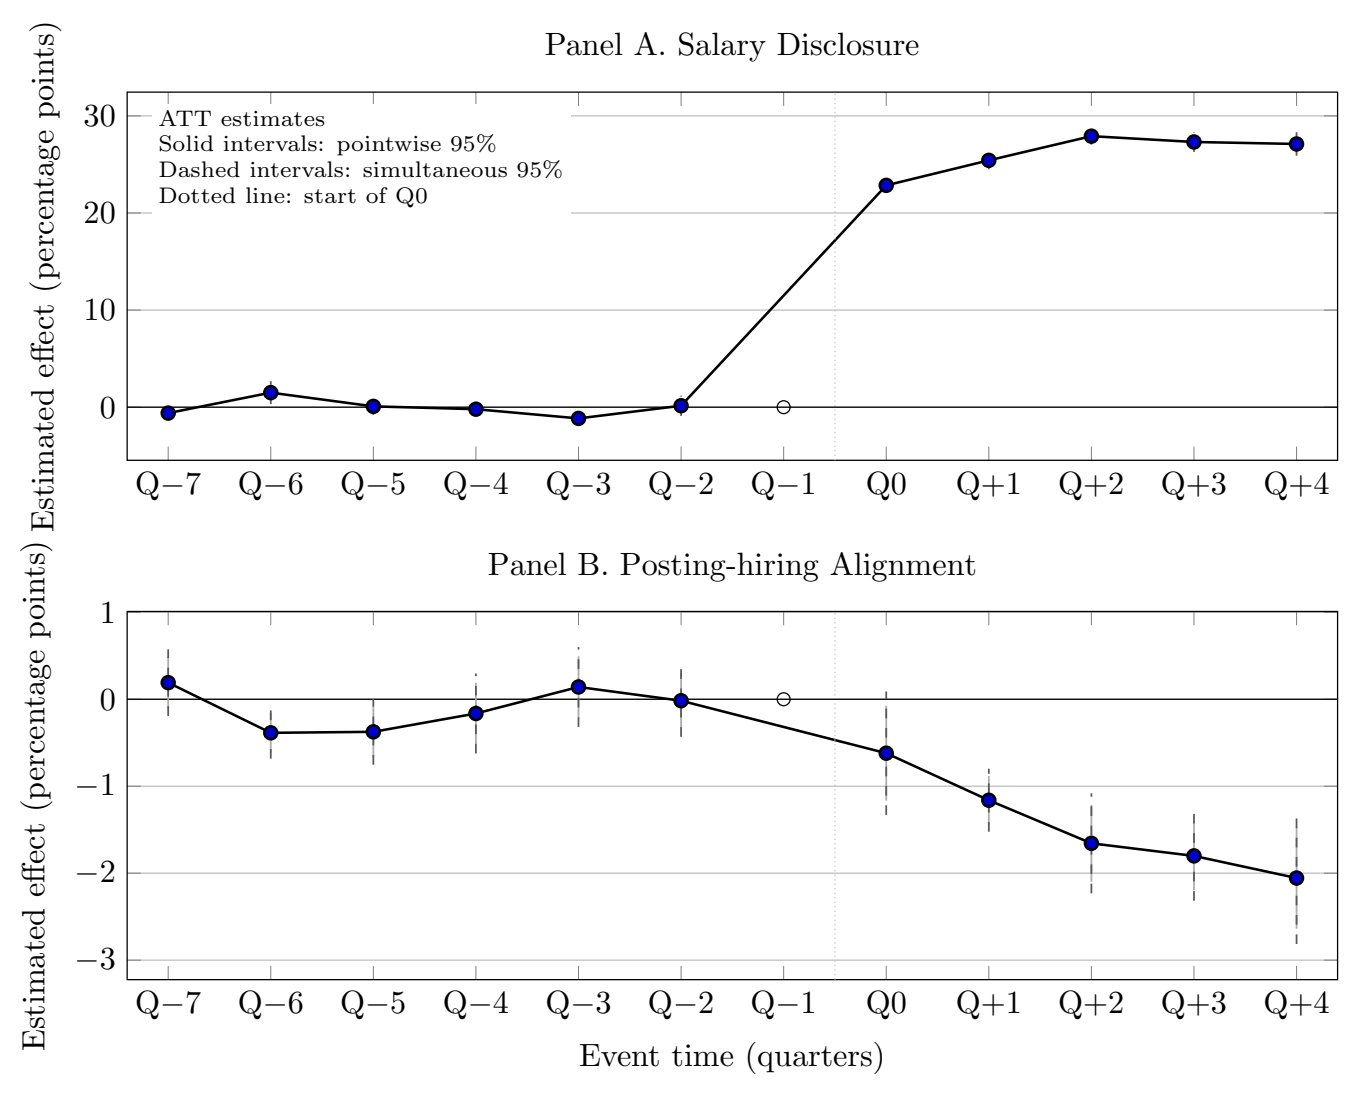 Panel A. Salary Disclosure
Estimated effect (percentage points)
30
20
10
0
ATT estimates
Solid intervals: pointwise 95%
Dashed intervals: simultaneous 95%
Dotted line: start of Q0
Q−7 Q−6 Q−5 Q−4 Q−3 Q−2 Q−1 Q0 Q+1 Q+2 Q+3 Q+4
Panel B. Posting-hiring Alignment
Estimated effect (percentage points)
1
0
−1
−2
−3
Q−7 Q−6 Q−5 Q−4 Q−3 Q−2 Q−1 Q0 Q+1 Q+2 Q+3 Q+4
Event time (quarters)